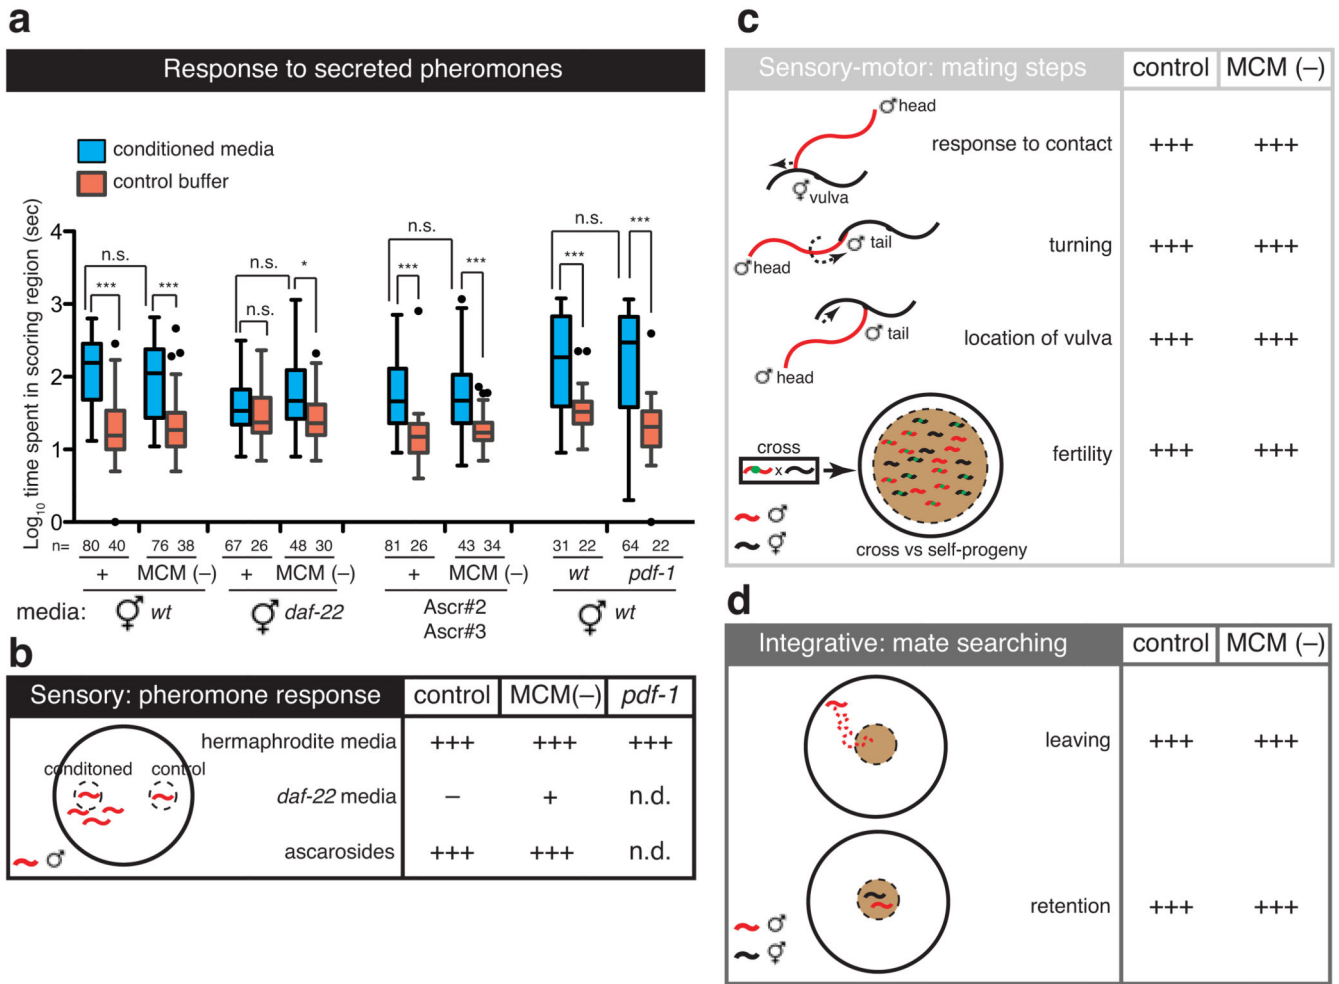 a
Response to secreted pheromones
conditioned media
control buffer
Log10 time spent in scoring region (sec)
4
3
2
1
0
n.s.
***
***
n.s.
n.s.
*
***
***
n.s.
***
***
n= 80 40 76 38 67 26 48 30 81 26 43 34 31 22 64 22
+ MCM (–) + MCM (–) + MCM (–) wt pdf-1
media: ⚥ wt ⚥ daf-22 Ascr#2 ⚥ wt
Ascr#3
b
Sensory: pheromone response control MCM(–) pdf-1
hermaphrodite media +++ +++ +++
conditoned control
daf-22 media – + n.d.
ascarosides +++ +++ n.d.
♂
c
Sensory-motor: mating steps control MCM (–)
♂ head
response to contact +++ +++
⚥ vulva
turning +++ +++
♂ tail
♂ head
location of vulva +++ +++
♂ tail
♂ head
fertility +++ +++
cross
x
♂
⚥
cross vs self-progeny
d
Integrative: mate searching control MCM (–)
leaving +++ +++
retention +++ +++
♂
⚥